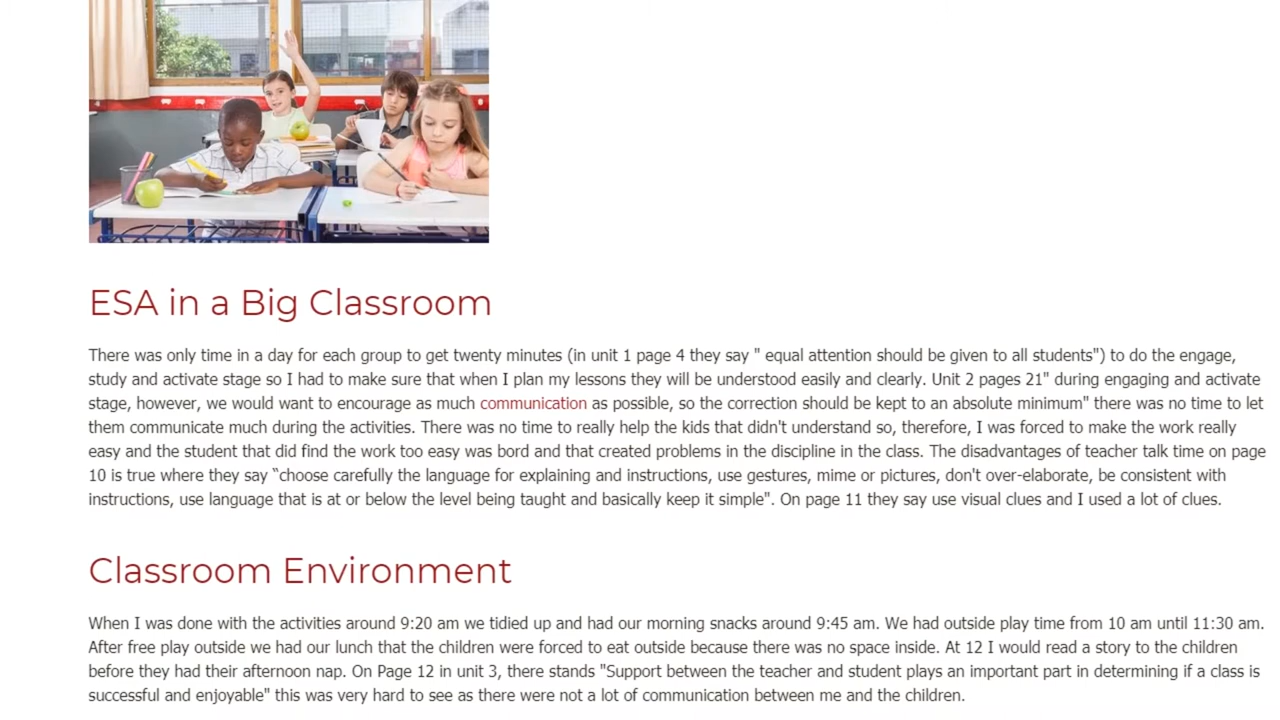 ESA in a Big Classroom
There was only time in a day for each group to get twenty minutes (in unit 1 page 4 they say " equal attention should be given to all students") to do the engage,
study and activate stage so I had to make sure that when I plan my lessons they will be understood easily and clearly. Unit 2 pages 21" during engaging and activate
stage, however, we would want to encourage as much communication as possible, so the correction should be kept to an absolute minimum" there was no time to let
them communicate much during the activities. There was no time to really help the kids that didn't understand so, therefore, I was forced to make the work really
easy and the student that did find the work too easy was bord and that created problems in the discipline in the class. The disadvantages of teacher talk time on page
10 is true where they say “choose carefully the language for explaining and instructions, use gestures, mime or pictures, don't over-elaborate, be consistent with
instructions, use language that is at or below the level being taught and basically keep it simple". On page 11 they say use visual clues and I used a lot of clues.
Classroom Environment
When I was done with the activities around 9:20 am we tidied up and had our morning snacks around 9:45 am. We had outside play time from 10 am until 11:30 am.
After free play outside we had our lunch that the children were forced to eat outside because there was no space inside. At 12 I would read a story to the children
before they had their afternoon nap. On Page 12 in unit 3, there stands "Support between the teacher and student plays an important part in determining if a class is
successful and enjoyable" this was very hard to see as there were not a lot of communication between me and the children.